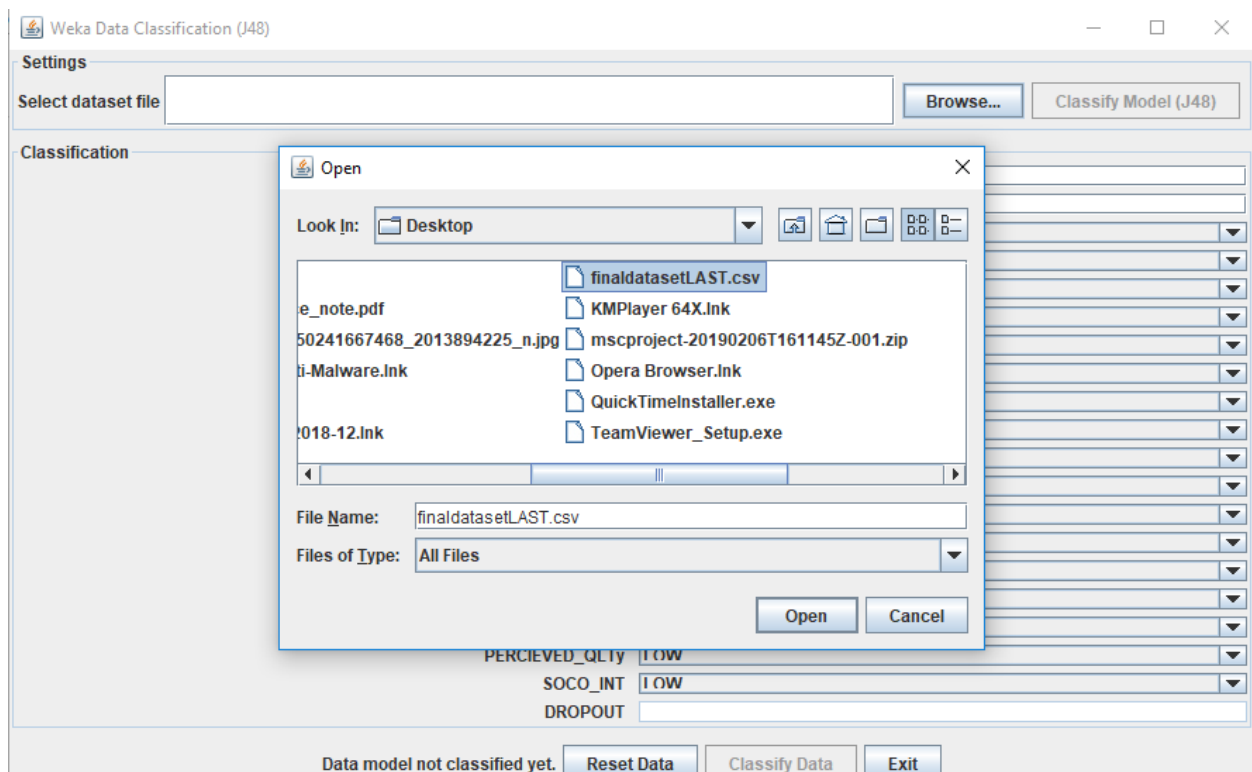 Weka Data Classification (J48)
Settings
Select dataset file
Browse...
Classify Model (J48)
Classification
Open
Look In:
Desktop
e_note.pdf
50241667468_2013894225_n.jpg
ti-Malware.lnk
2018-12.lnk
finaldatasetLAST.csv
KMPlayer 64X.lnk
mscproject-20190206T161145Z-001.zip
Opera Browser.lnk
QuickTimeInstaller.exe
TeamViewer_Setup.exe
File Name:
finaldatasetLAST.csv
Files of Type:
All Files
Open
Cancel
PERCIEVED_QLTy
LOW
SOCO_INT
LOW
DROPOUT
Data model not classified yet.
Reset Data
Classify Data
Exit